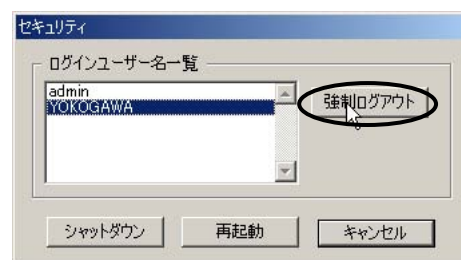 セキュリティ
ログインユーザー名一覧
admin
YOKOGAWA
強制ログアウト
シャットダウン
再起動
キャンセル